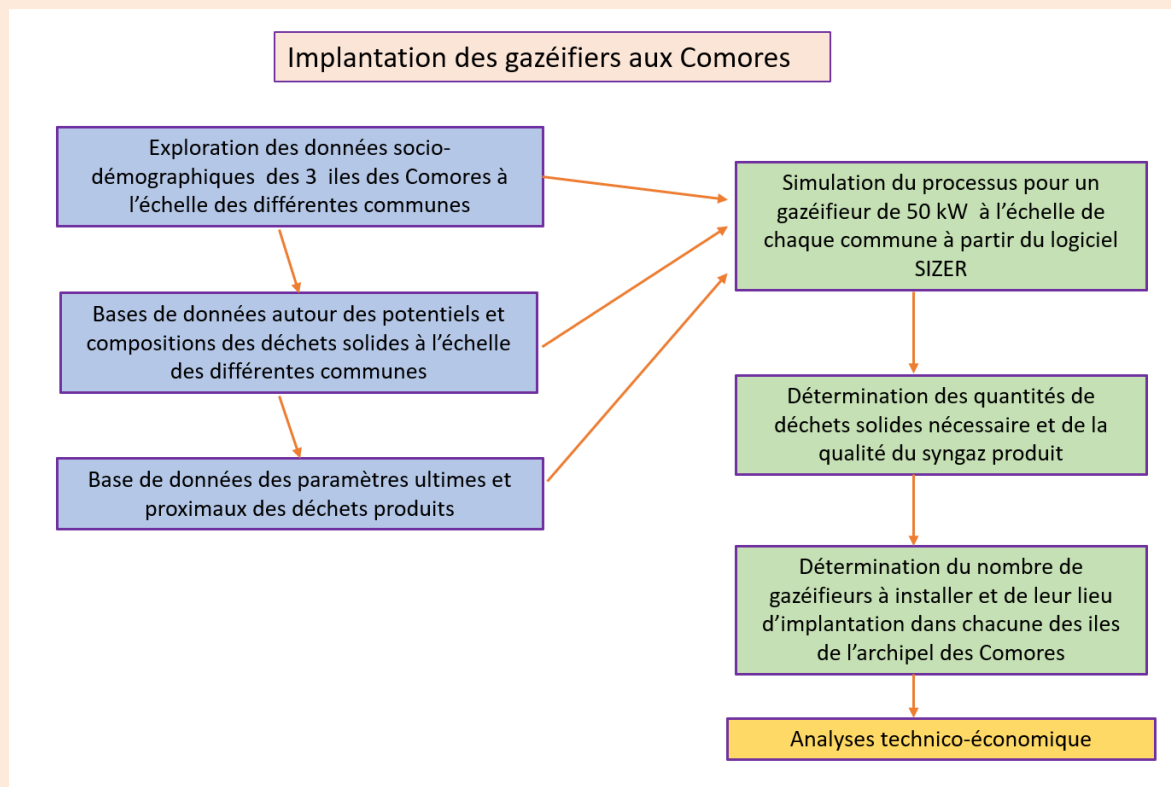 Implantation des gazéifiers aux Comores
Exploration des données socio-
démographiques des 3 iles des Comores à
l'échelle des différentes communes
Bases de données autour des potentiels et
compositions des déchets solides à l'échelle
des différentes communes
Base de données des paramètres ultimes et
proximaux des déchets produits
Simulation du processus pour un
gazéifieur de 50 kW à l'échelle de
chaque commune à partir du logiciel
SIZER
Détermination des quantités de
déchets solides nécessaire et de la
qualité du syngaz produit
Détermination du nombre de
gazéifieurs à installer et de leur lieu
d'implantation dans chacune des iles
de l'archipel des Comores
Analyses technico-économique